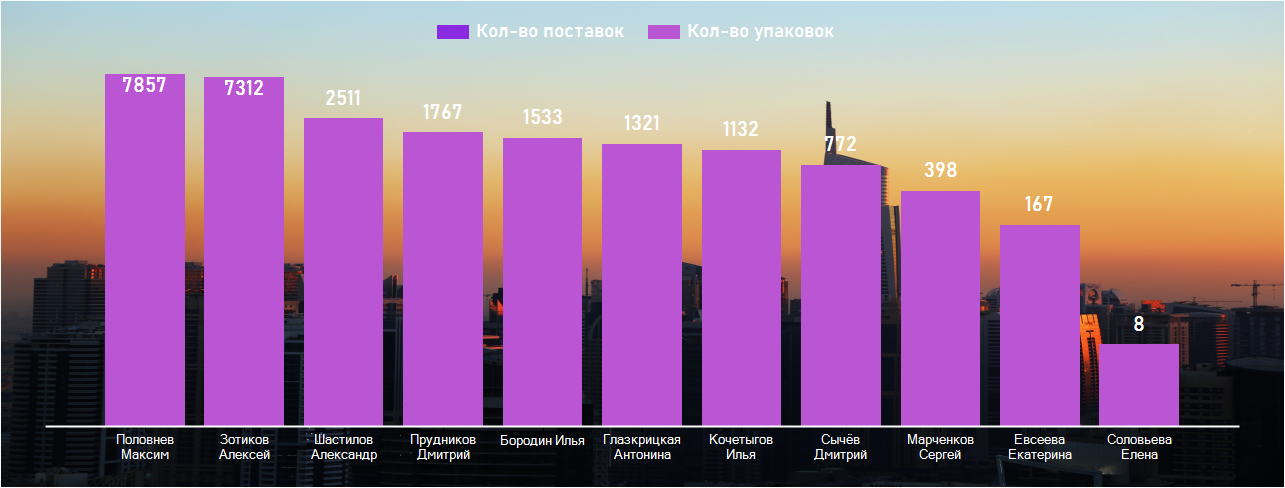 Кол-во поставок Кол-во упаковок
7857 7312 2511 1767 1533 1321 1132 772 398 167 8
Половнев Зотиков Шастилов Прудников Бородин Илья Глазкрицкая Кочетыгов Сычёв Марченков Евсеева Соловьева
Максим Алексей Александр Дмитрий Антонина Илья Дмитрий Сергей Екатерина Елена